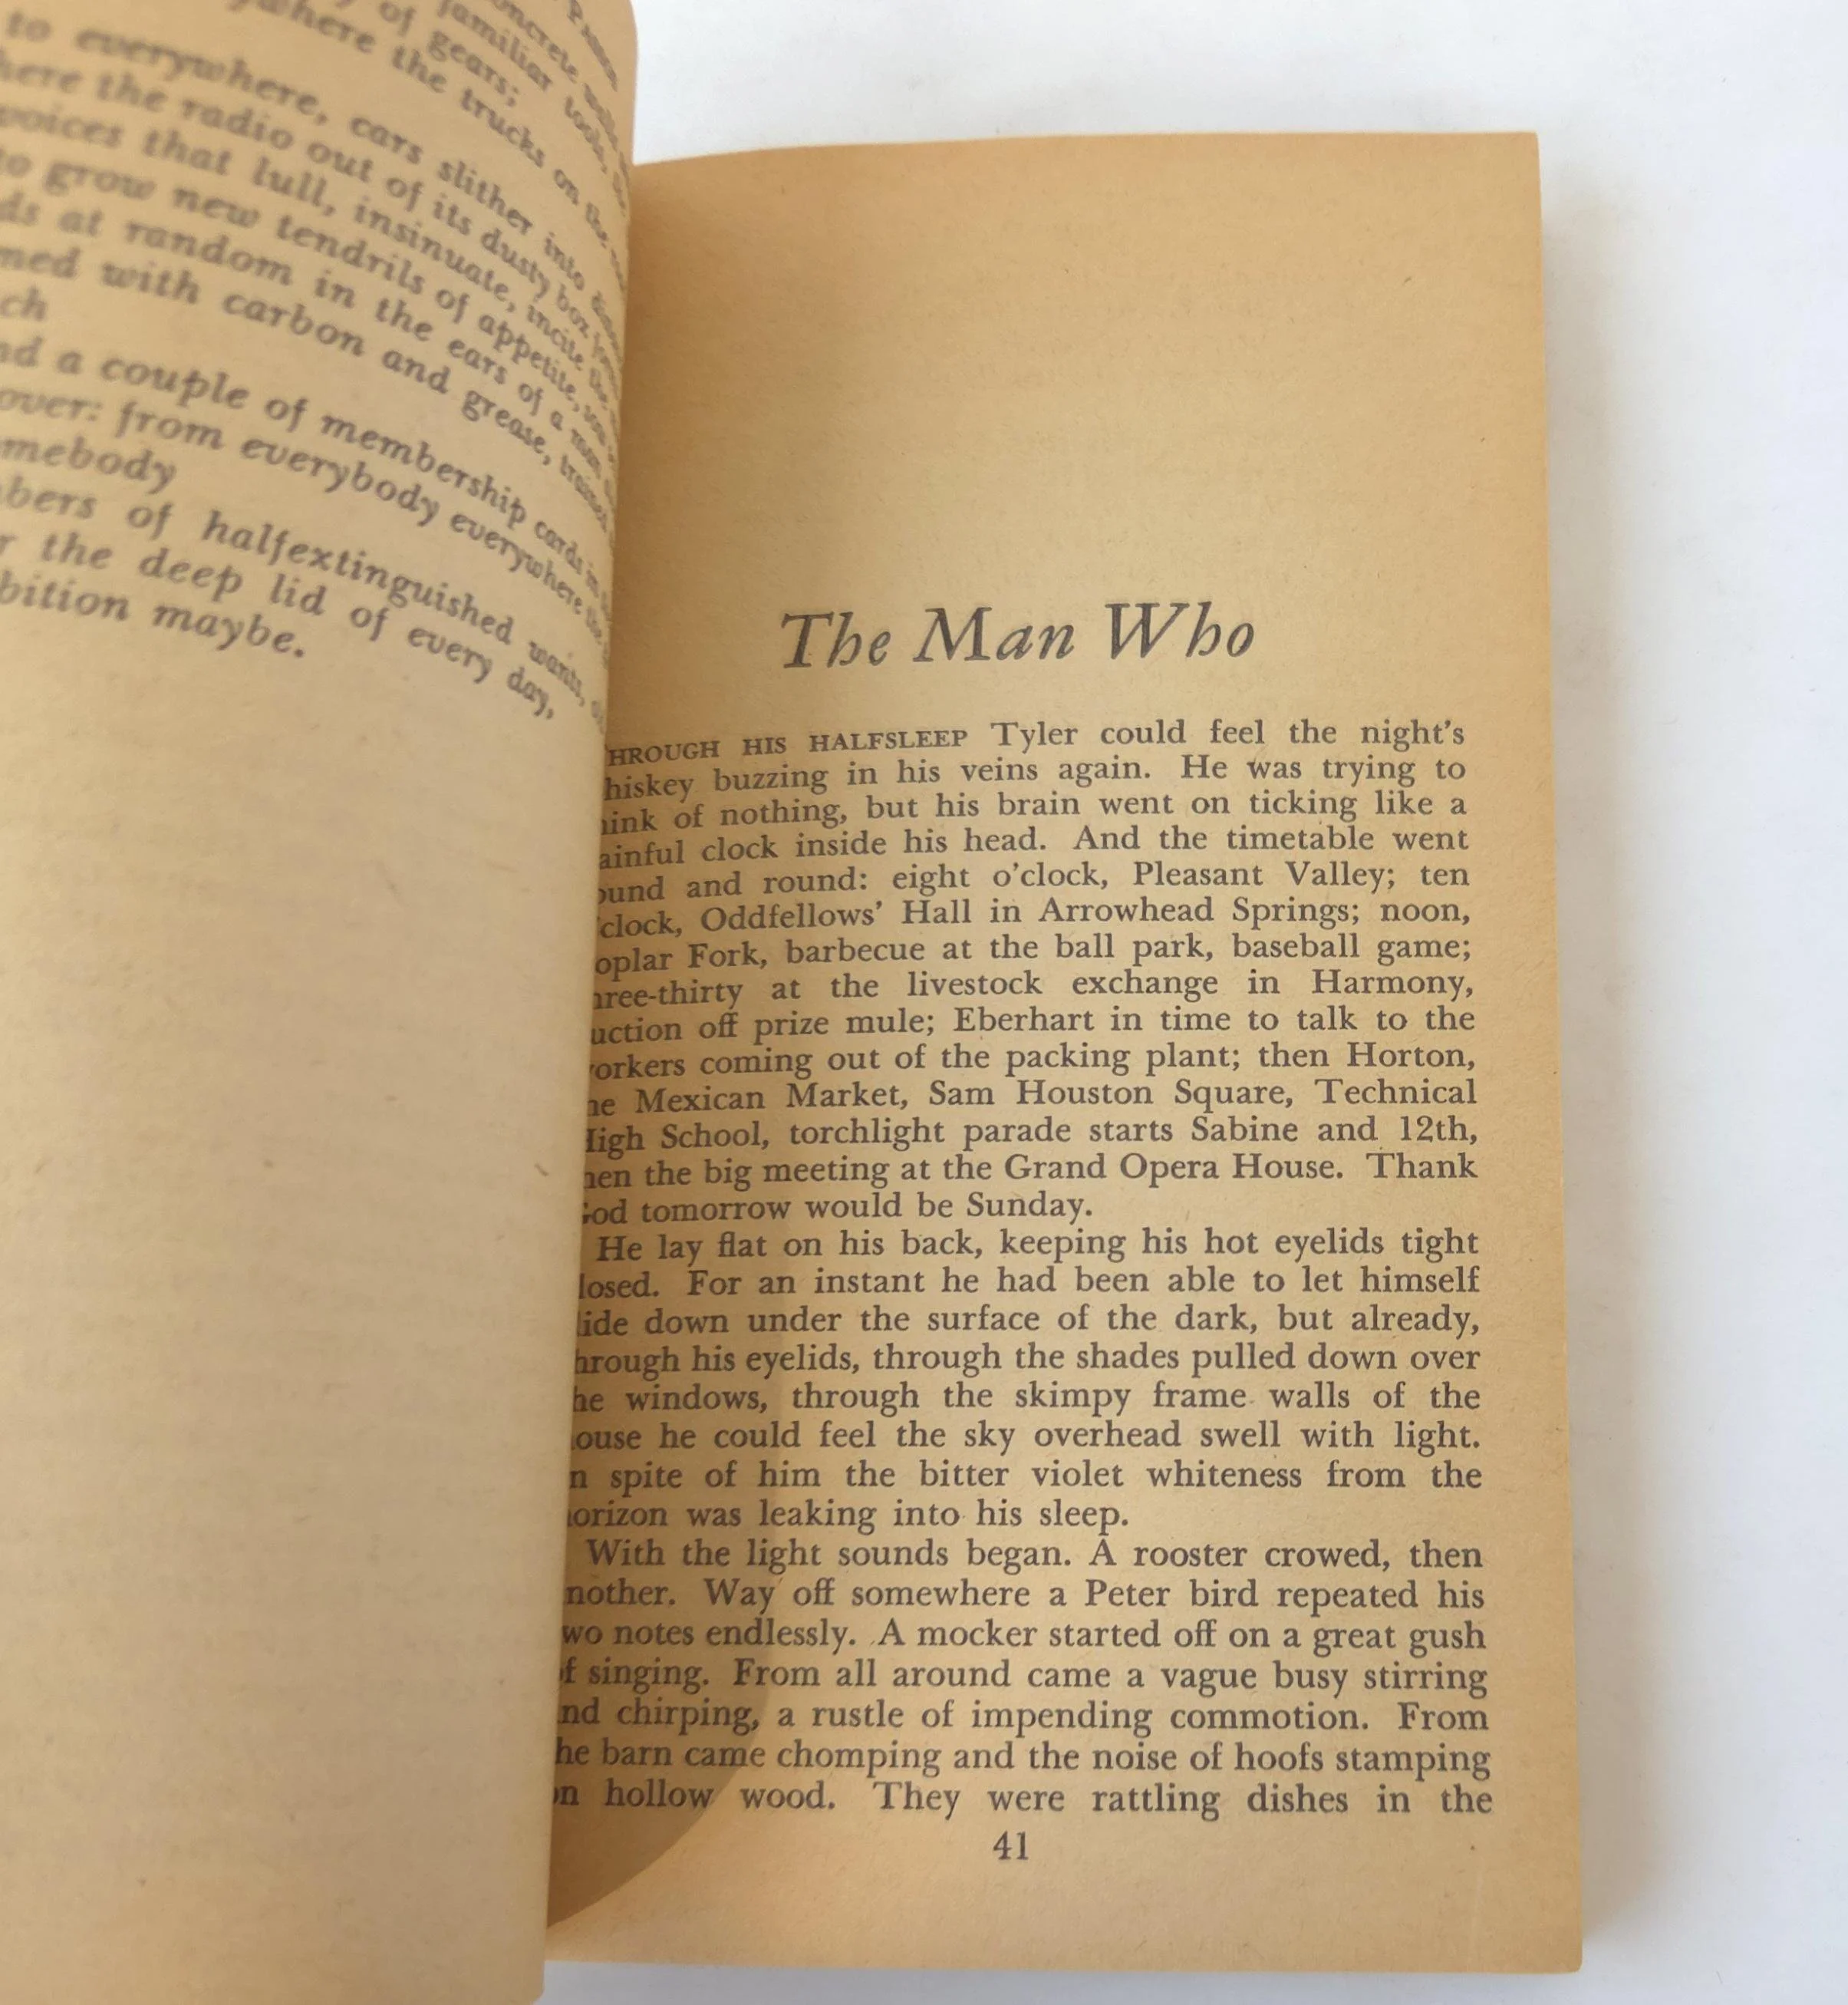 to everywhere, cars slither into
the radio out of its dusty box
voices that lull, insinuate, incite the
grow new tendrils of appetite,
at random in the ears of a man
with carbon and grease,
a couple of membership cards in
from everybody everywhere
of halfextinguished wants,
the deep lid of every day,
maybe.
familiar
of gears;
the trucks on the
The Man Who
HROUGH HIS HALFSLEEP Tyler could feel the night's
hiskey buzzing in his veins again. He was trying to
ink of nothing, but his brain went on ticking like a
ainful clock inside his head. And the timetable went
ound and round: eight o'clock, Pleasant Valley; ten
'clock, Oddfellows' Hall in Arrowhead Springs; noon,
oplar Fork, barbecue at the ball park, baseball game;
hree-thirty at the livestock exchange in Harmony,
uction off prize mule; Eberhart in time to talk to the
orkers coming out of the packing plant; then Horton,
he Mexican Market, Sam Houston Square, Technical
High School, torchlight parade starts Sabine and 12th,
hen the big meeting at the Grand Opera House. Thank
God tomorrow would be Sunday.
He lay flat on his back, keeping his hot eyelids tight
losed. For an instant he had been able to let himself
lide down under the surface of the dark, but already,
hrough his eyelids, through the shades pulled down over
he windows, through the skimpy frame walls of the
ouse he could feel the sky overhead swell with light.
n spite of him the bitter violet whiteness from the
orizon was leaking into his sleep.
With the light sounds began. A rooster crowed, then
nother. Way off somewhere a Peter bird repeated his
wo notes endlessly. A mocker started off on a great gush
of singing. From all around came a vague busy stirring
nd chirping, a rustle of impending commotion. From
he barn came chomping and the noise of hoofs stamping
on hollow wood. They were rattling dishes in the
41